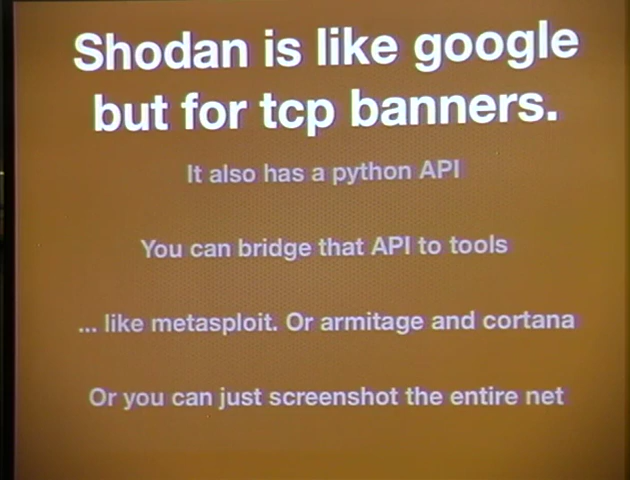 Shodan is like google
but for tcp banners.
It also has a python API
You can bridge that API to tools
... like metasploit. Or armitage and cortana
Or you can just screenshot the entire net